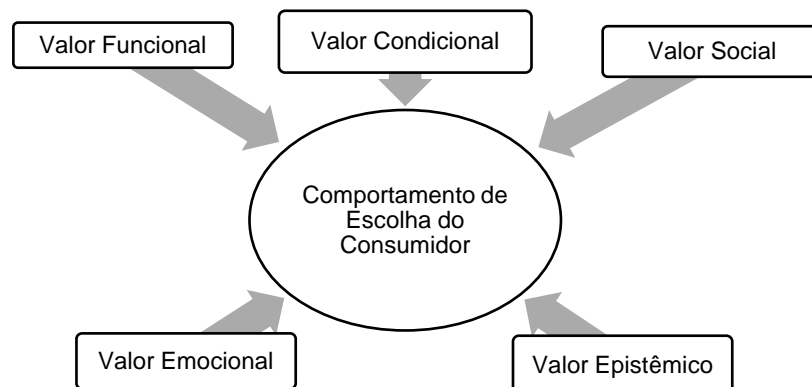 Valor Funcional
Valor Condicional
Valor Social
Comportamento de
Escolha do
Consumidor
Valor Emocional
Valor Epistêmico